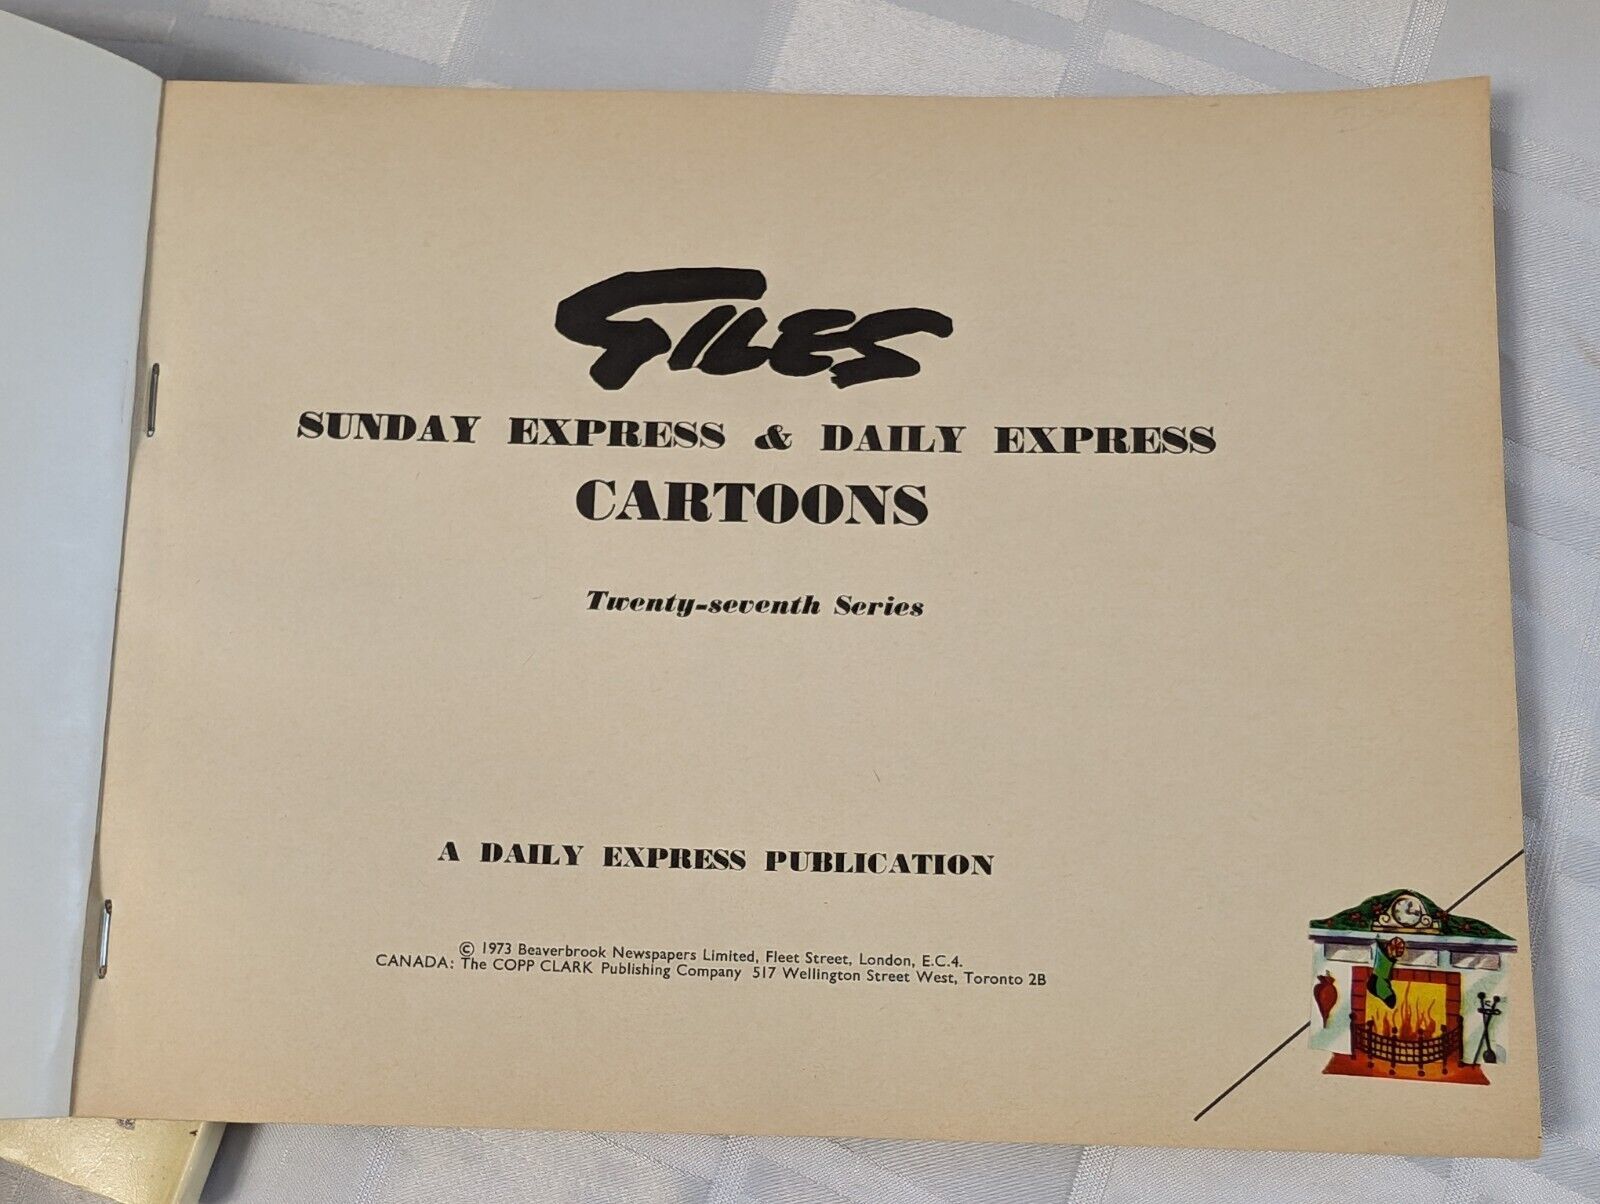 GILES
SUNDAY EXPRESS & DAILY EXPRESS
CARTOONS
Twenty-seventh Series
A DAILY EXPRESS PUBLICATION
© 1973 Beaverbrook Newspapers Limited, Fleet Street, London, E.C.4.
CANADA: The COPP CLARK Publishing Company 517 Wellington Street West, Toronto 2B